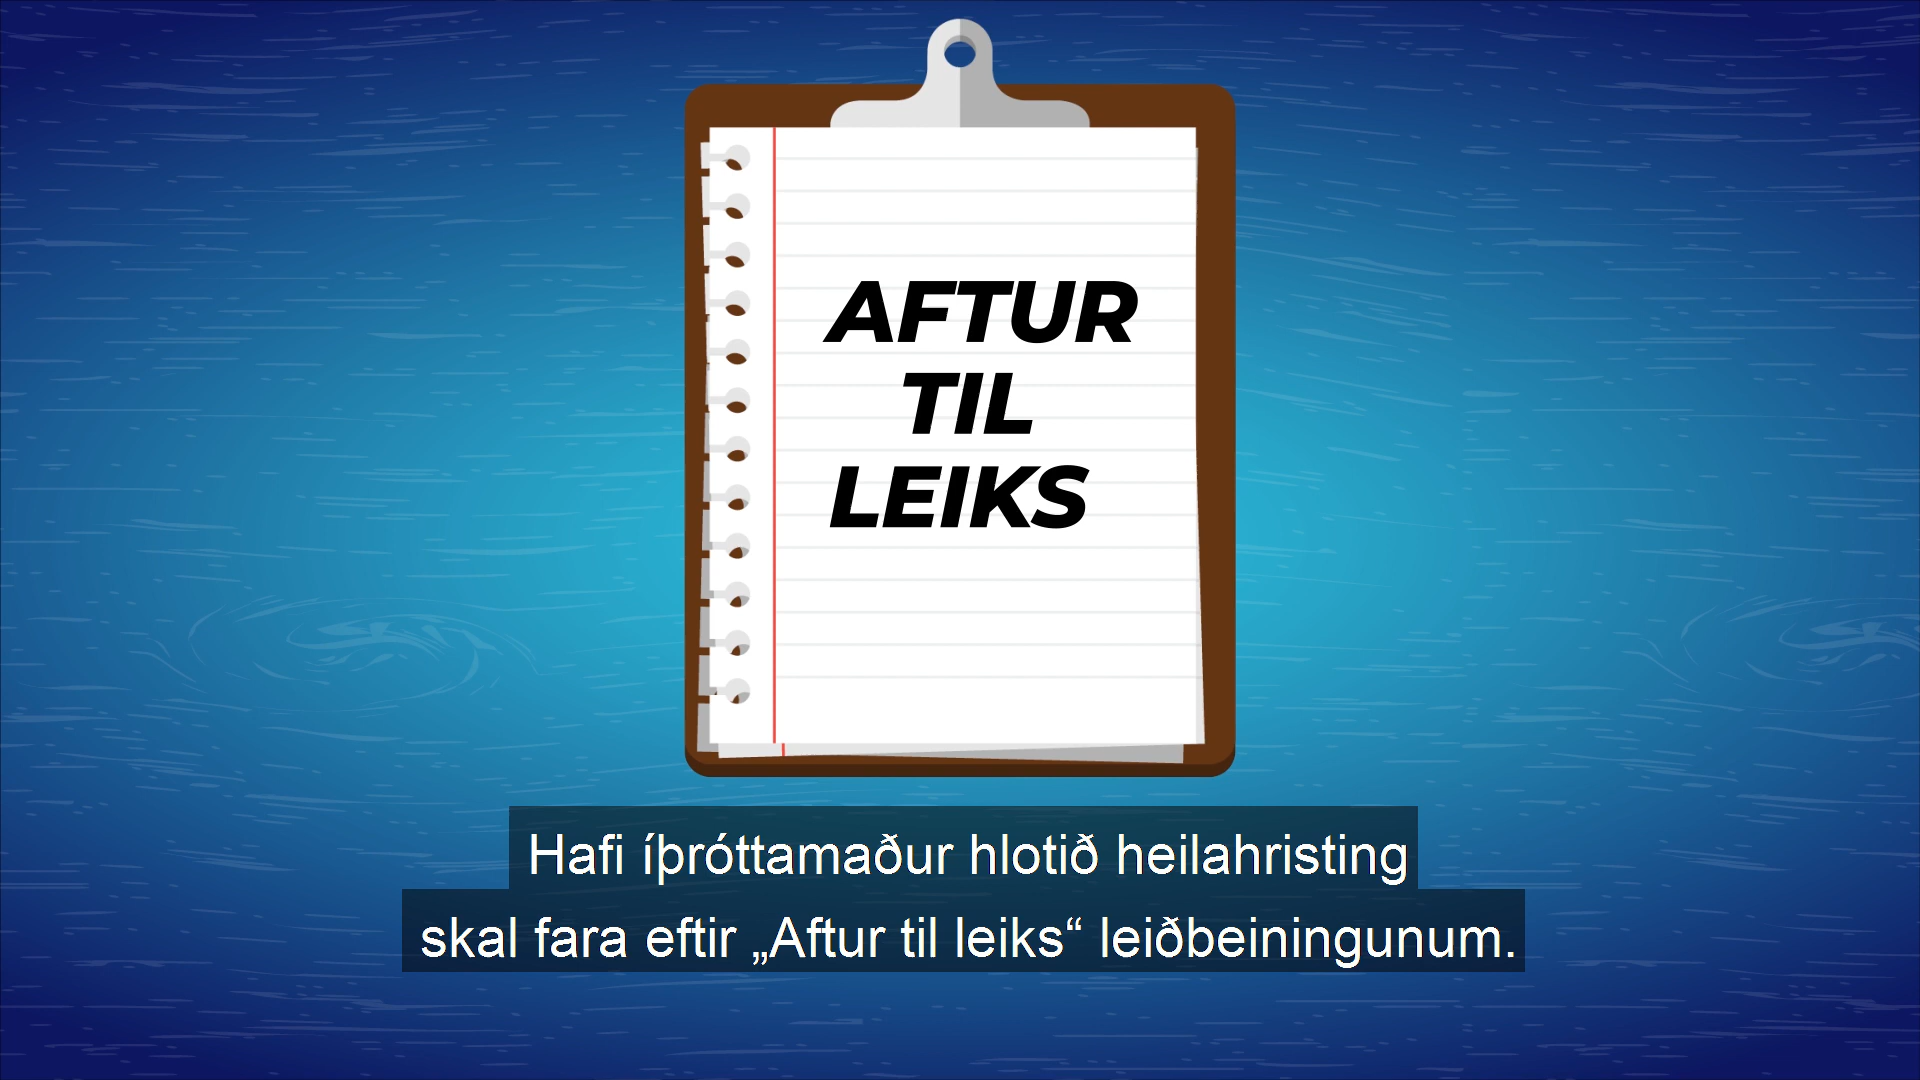 AFTUR
TIL
LEIKS
Hafi íþróttamaður hlotið heilahristing
skal fara eftir „Aftur til leiks“ leiðbeiningunum.